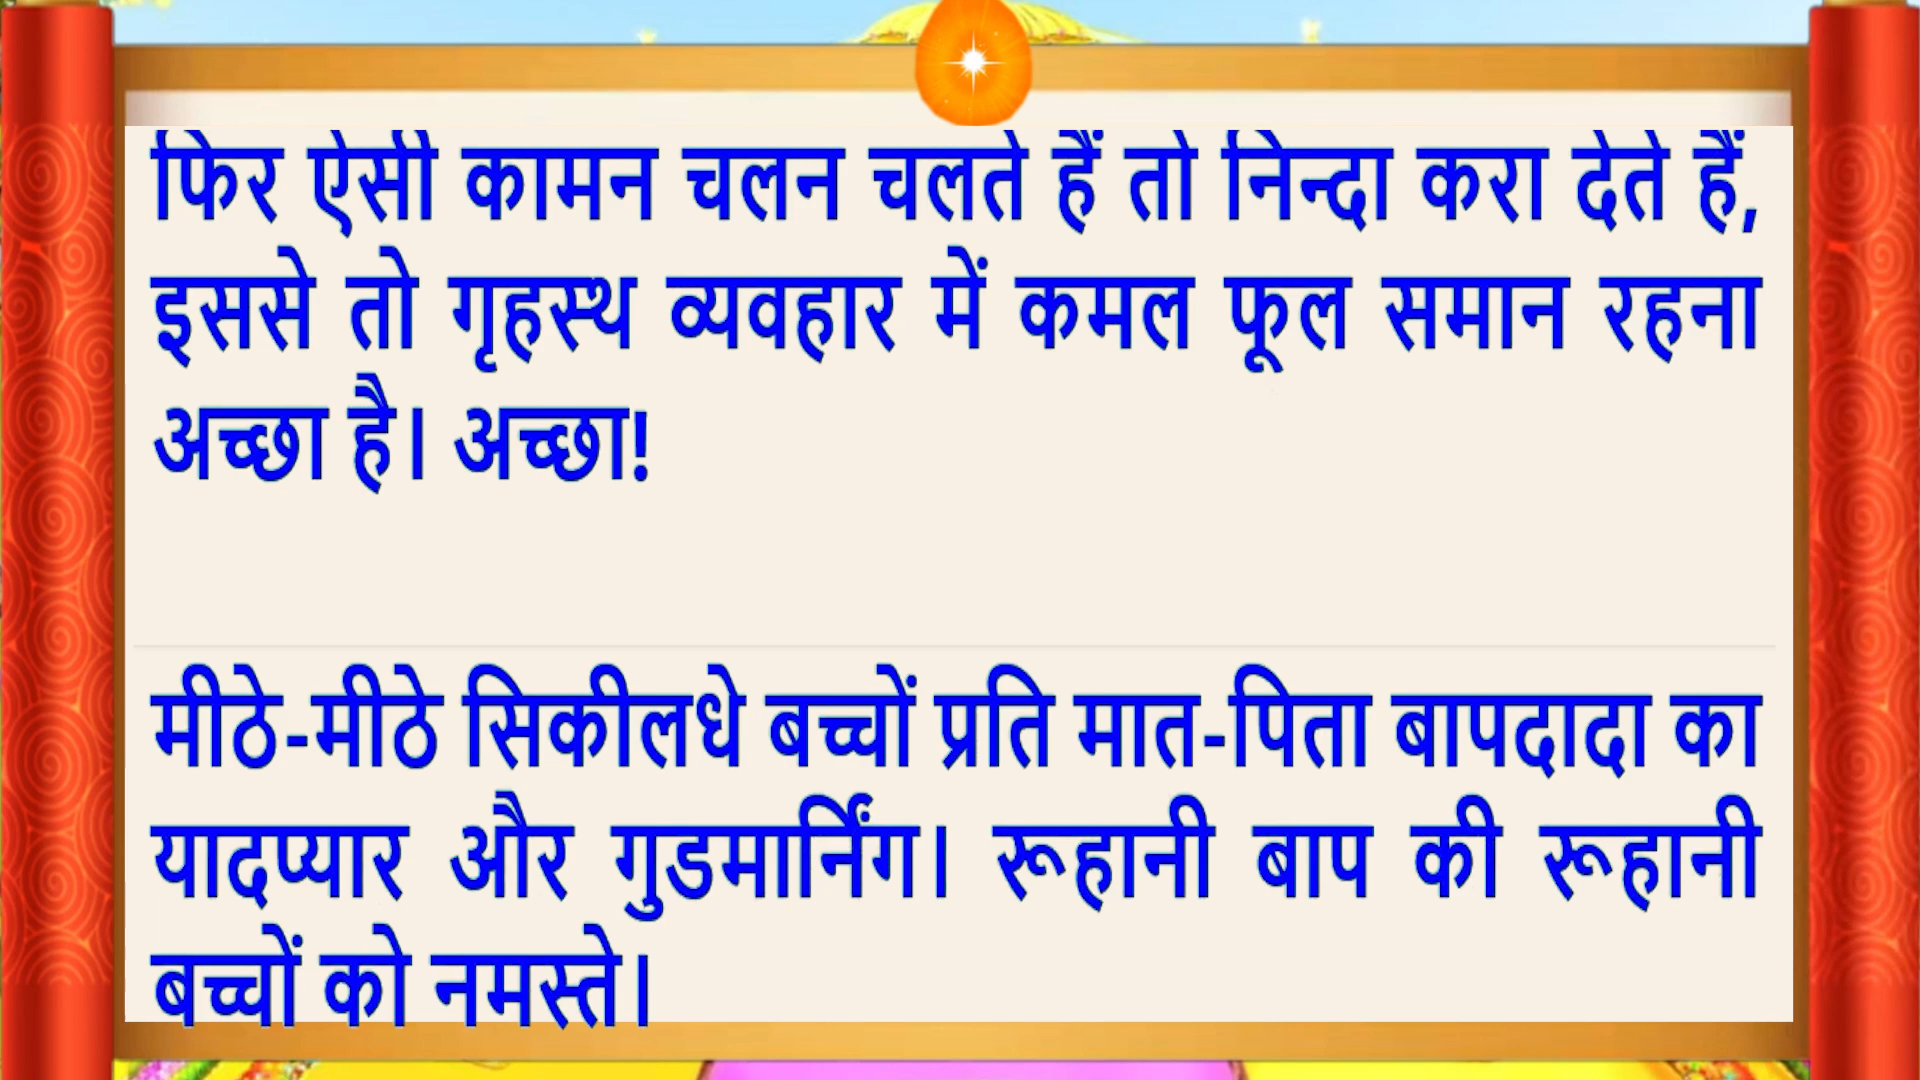 फिर ऐसी कामन चलन चलते हैं तो निन्दा करा देते हैं,
इससे तो गृहस्थ व्यवहार में कमल फूल समान रहना
अच्छा है। अच्छा!
मीठे-मीठे सिकीलधे बच्चों प्रति मात-पिता बापदादा का
यादप्यार और गुडमार्निंग। रूहानी बाप की रूहानी
बच्चों को नमस्ते।